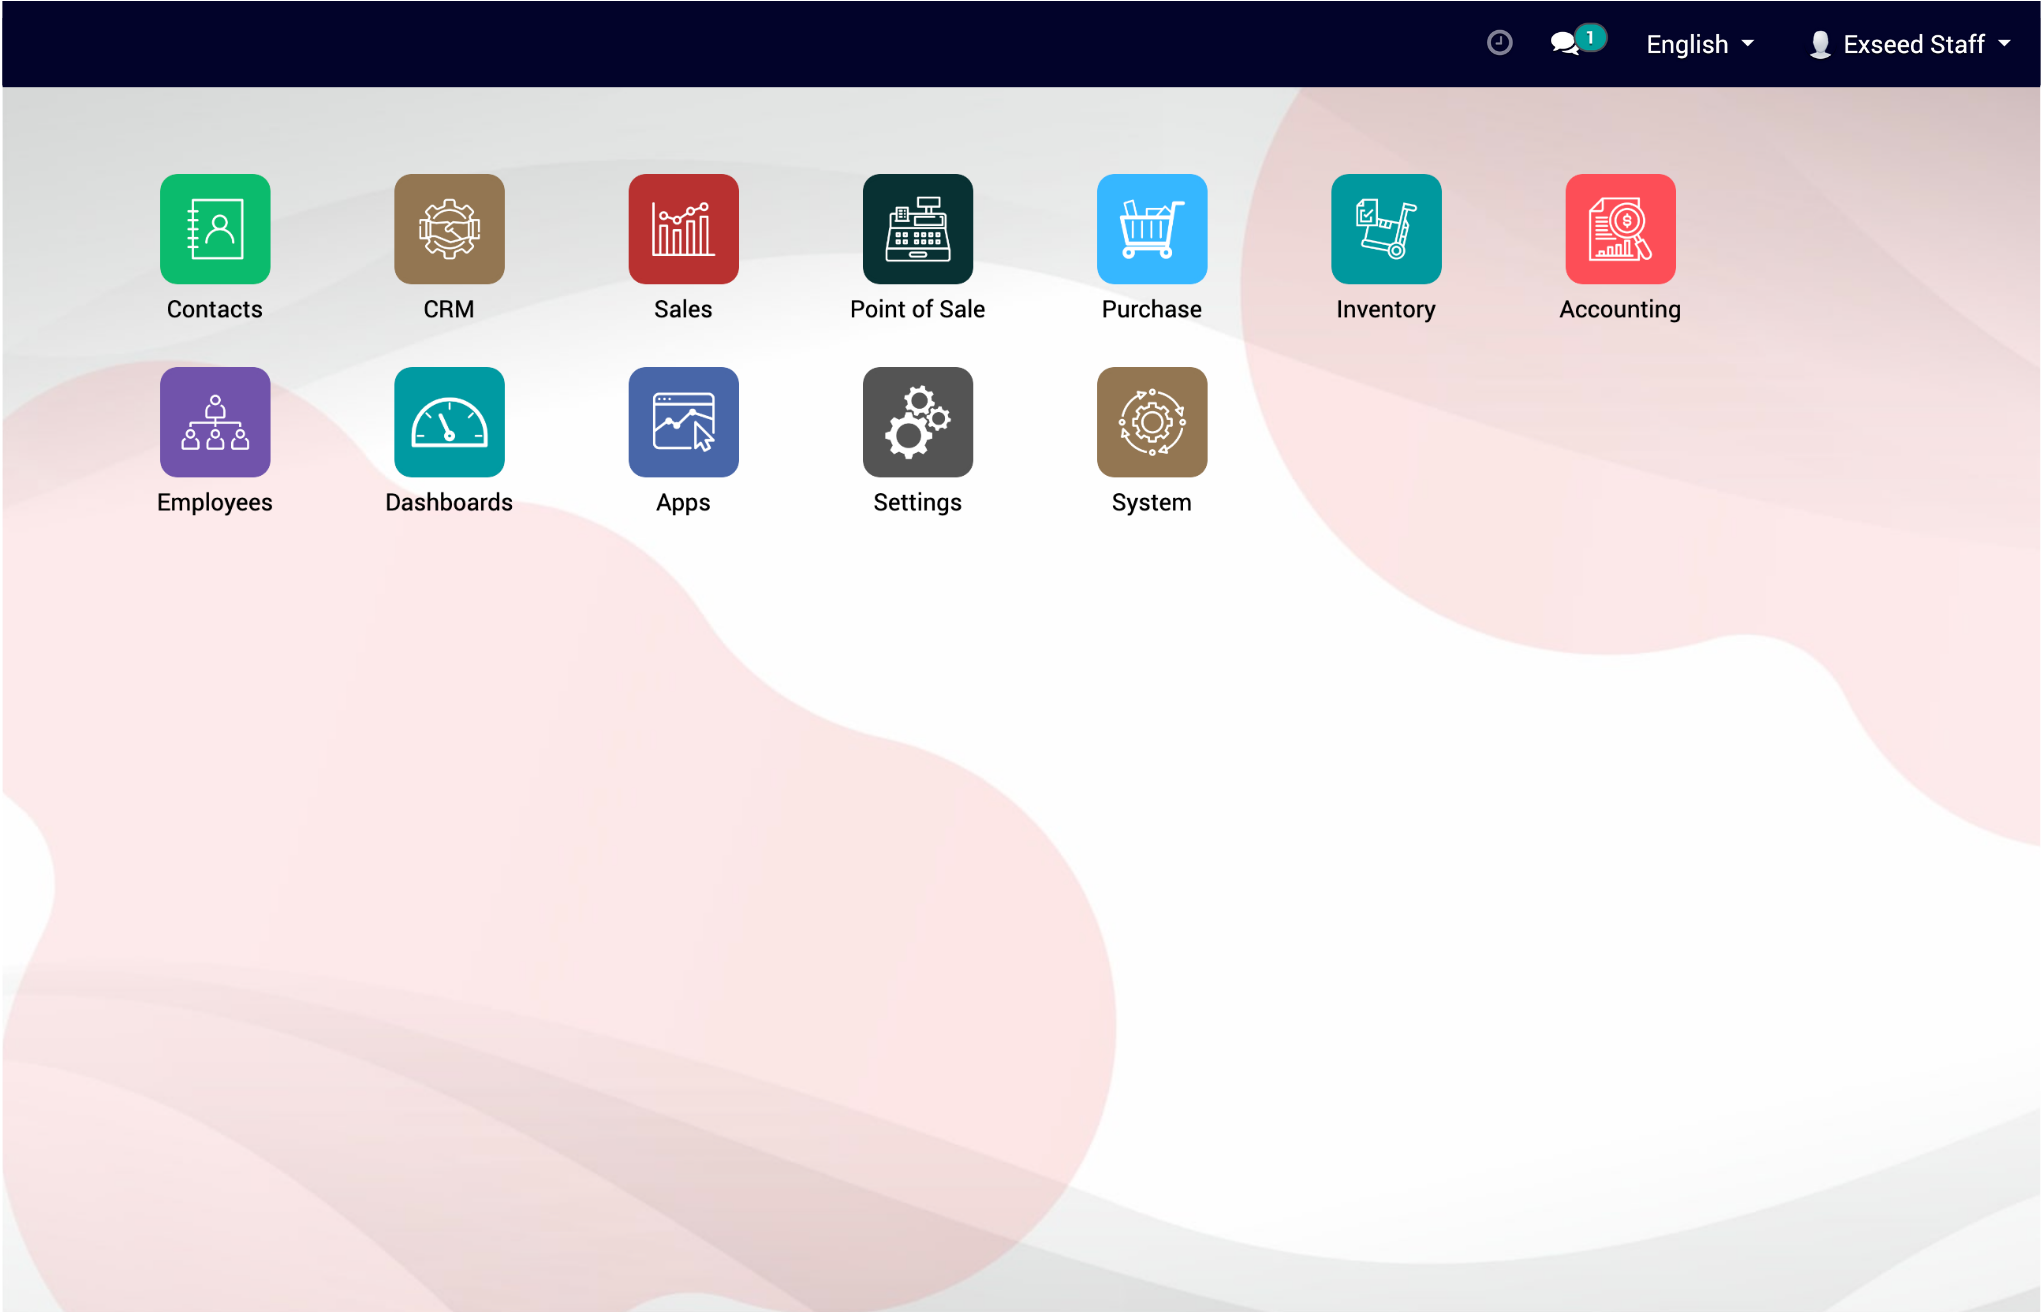 1 English Exseed Staff
Contacts CRM Sales Point of Sale Purchase Inventory Accounting
Employees Dashboards Apps Settings System